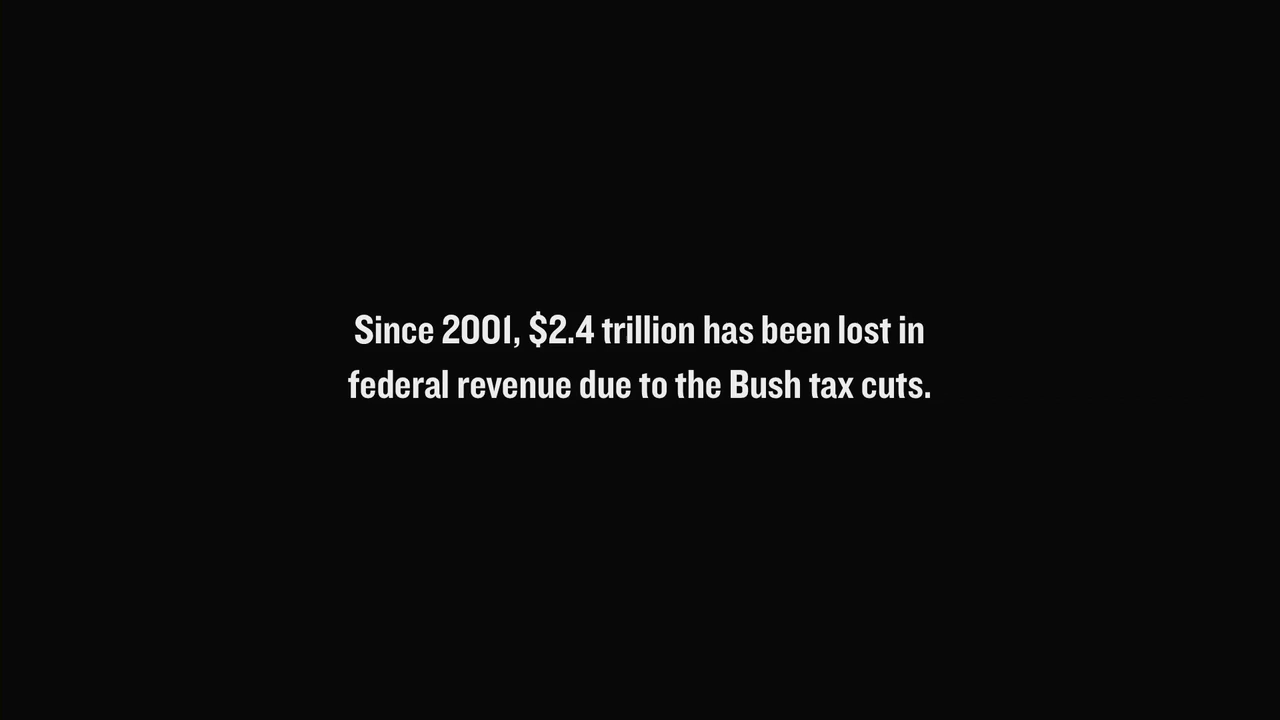 Since 2001, $2.4 trillion has been lost in
federal revenue due to the Bush tax cuts.